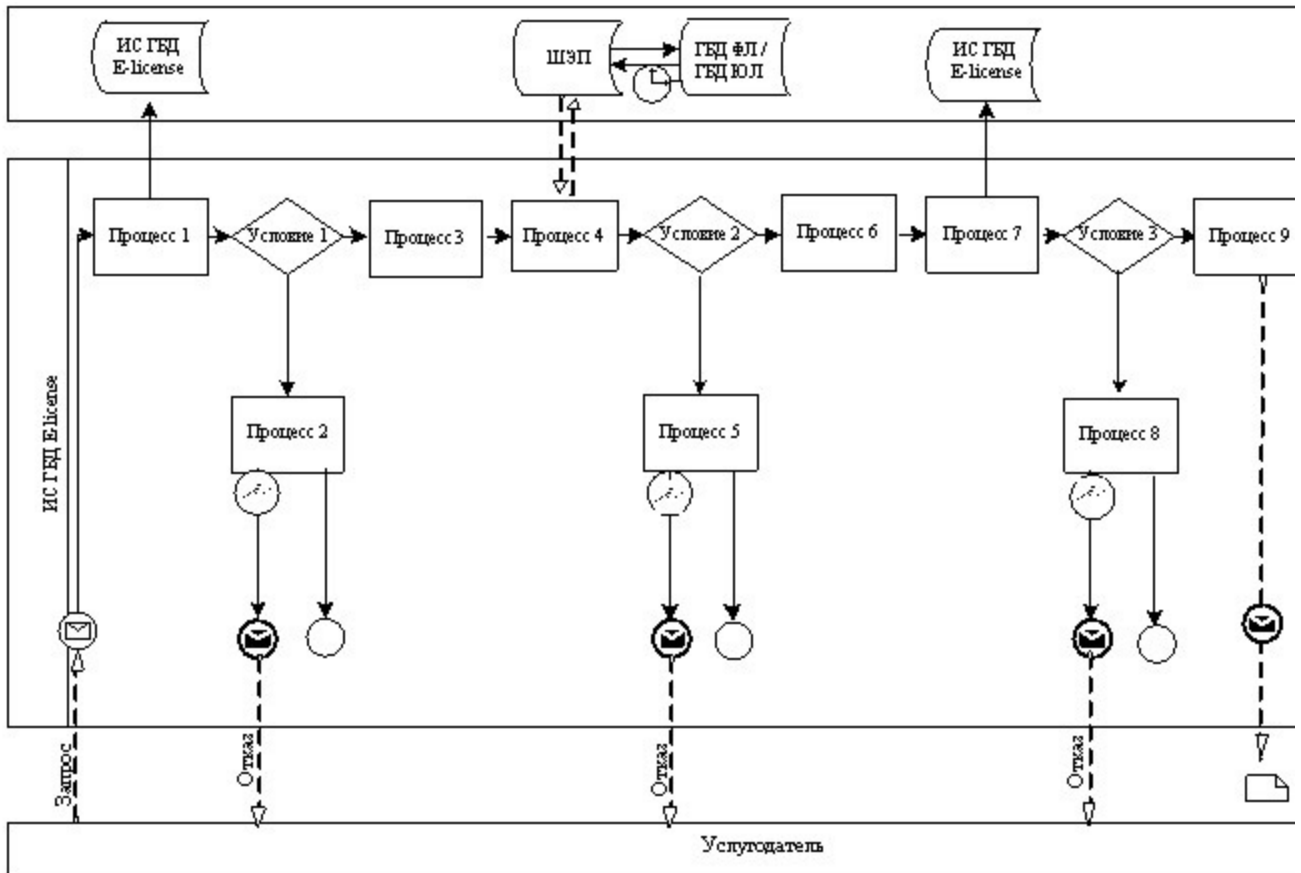 ИС ГБД
E-license
ШЭП
ГБД ФЛ /
ГБД ЮЛ
ИС ГБД
E-license
Процесс 1
Условие 1
Процесс 3
Процесс 4
Условие 2
Процесс 6
Процесс 7
Условие 3
Процесс 9
Процесс 2
Процесс 5
Процесс 8
ИС ГБД E-license
Запрос
Отказ
Отказ
Отказ
Услугодатель